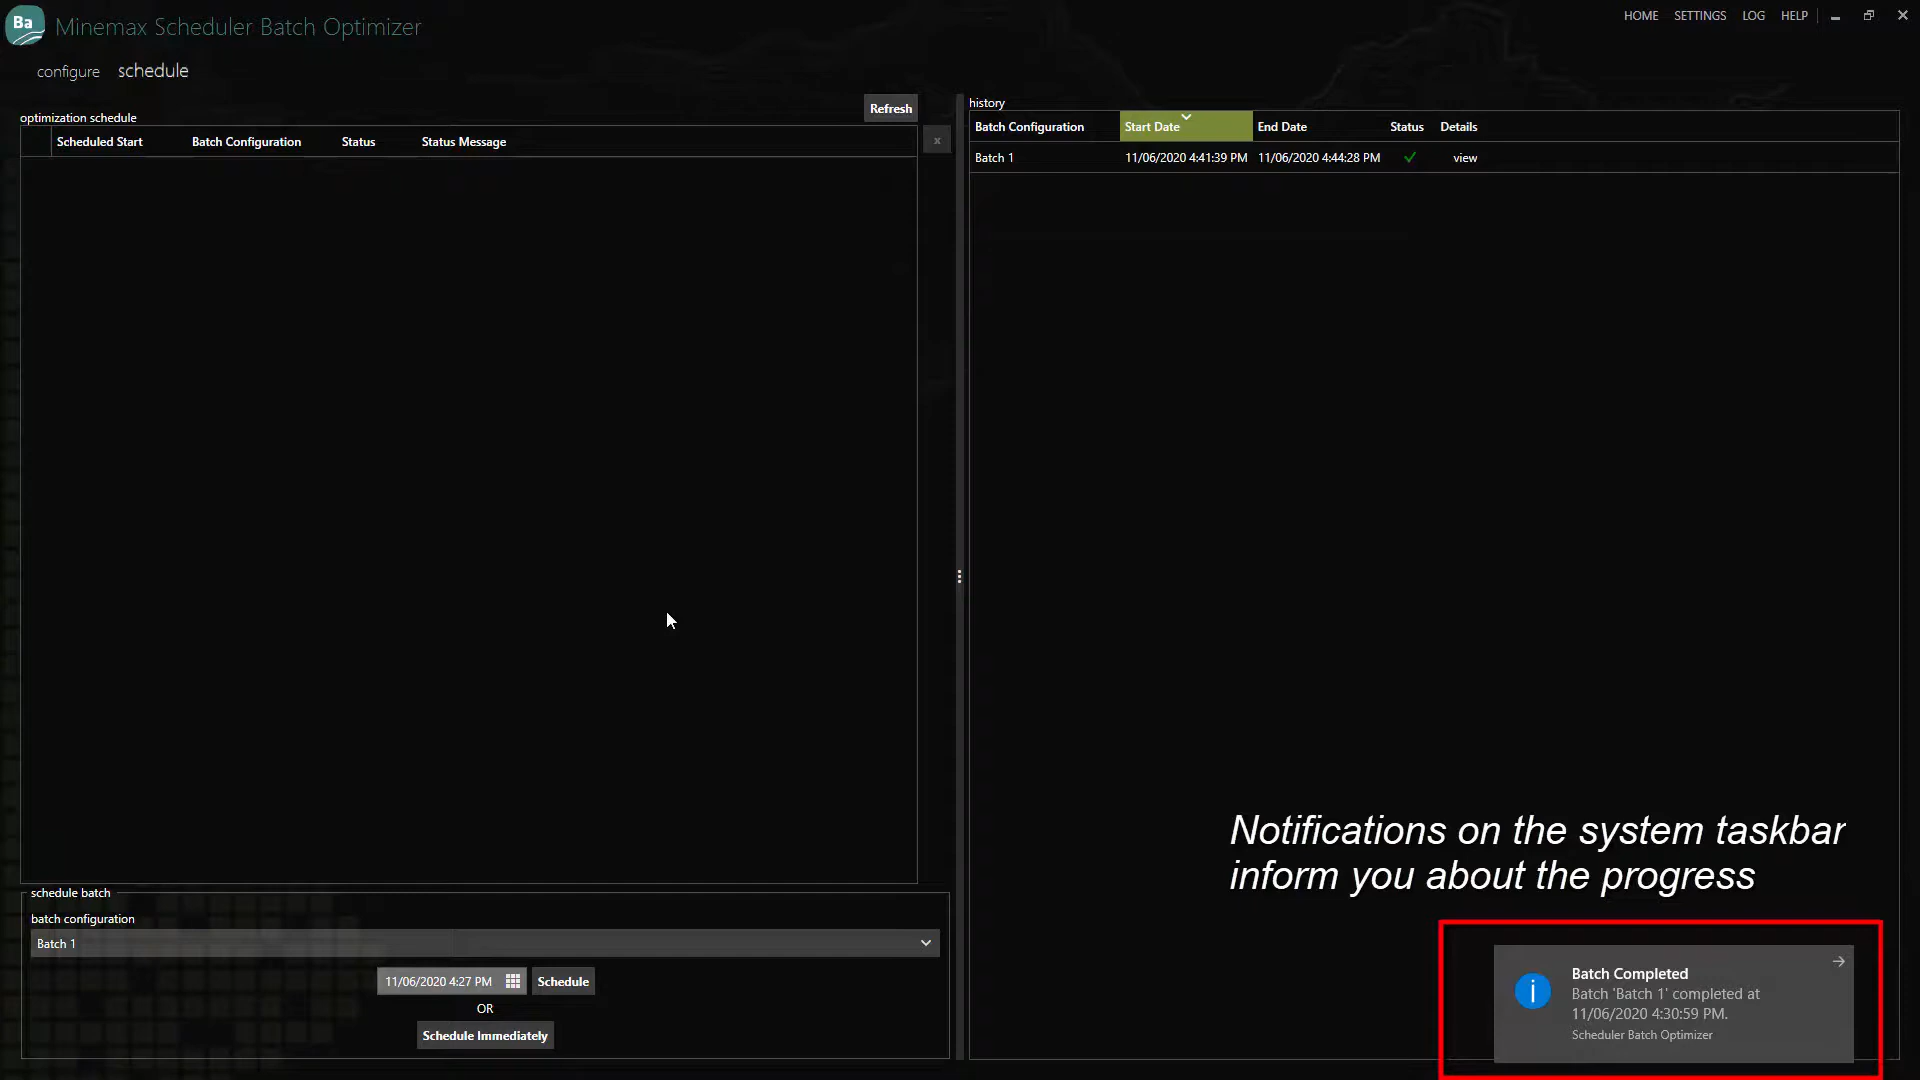 Ba
Minemax Scheduler Batch Optimizer
HOME SETTINGS LOG HELP
configure schedule
Refresh
optimization schedule
Scheduled Start Batch Configuration Status Status Message
x
history
Batch Configuration Start Date End Date Status Details
Batch 1 11/06/2020 4:41:39 PM 11/06/2020 4:44:28 PM view
Notifications on the system taskbar
inform you about the progress
schedule batch
batch configuration
Batch 1
11/06/2020 4:27 PM Schedule
OR
Schedule Immediately
Batch Completed
Batch 'Batch 1' completed at
11/06/2020 4:30:59 PM.
Scheduler Batch Optimizer